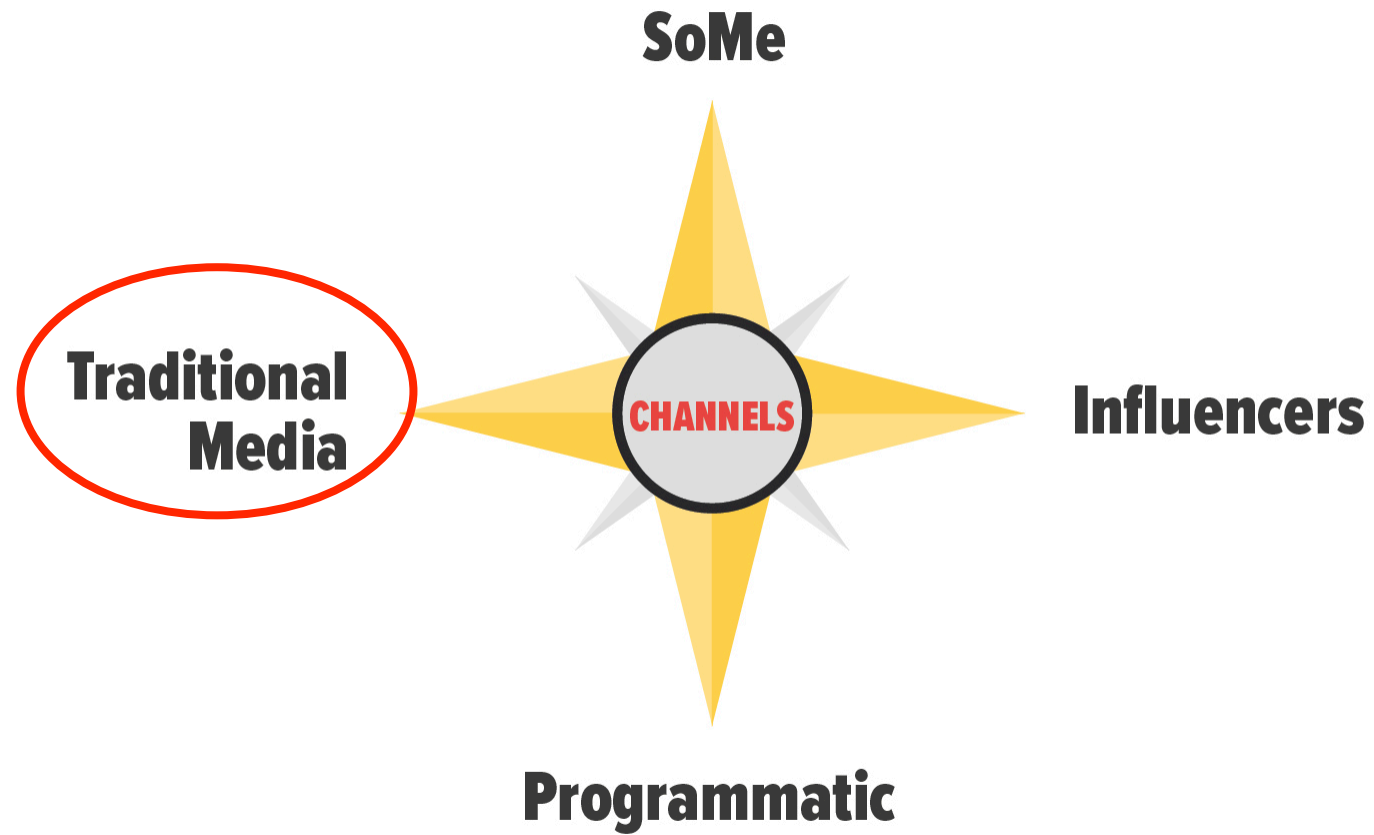 SoMe
Traditional
Media
CHANNELS
Influencers
Programmatic